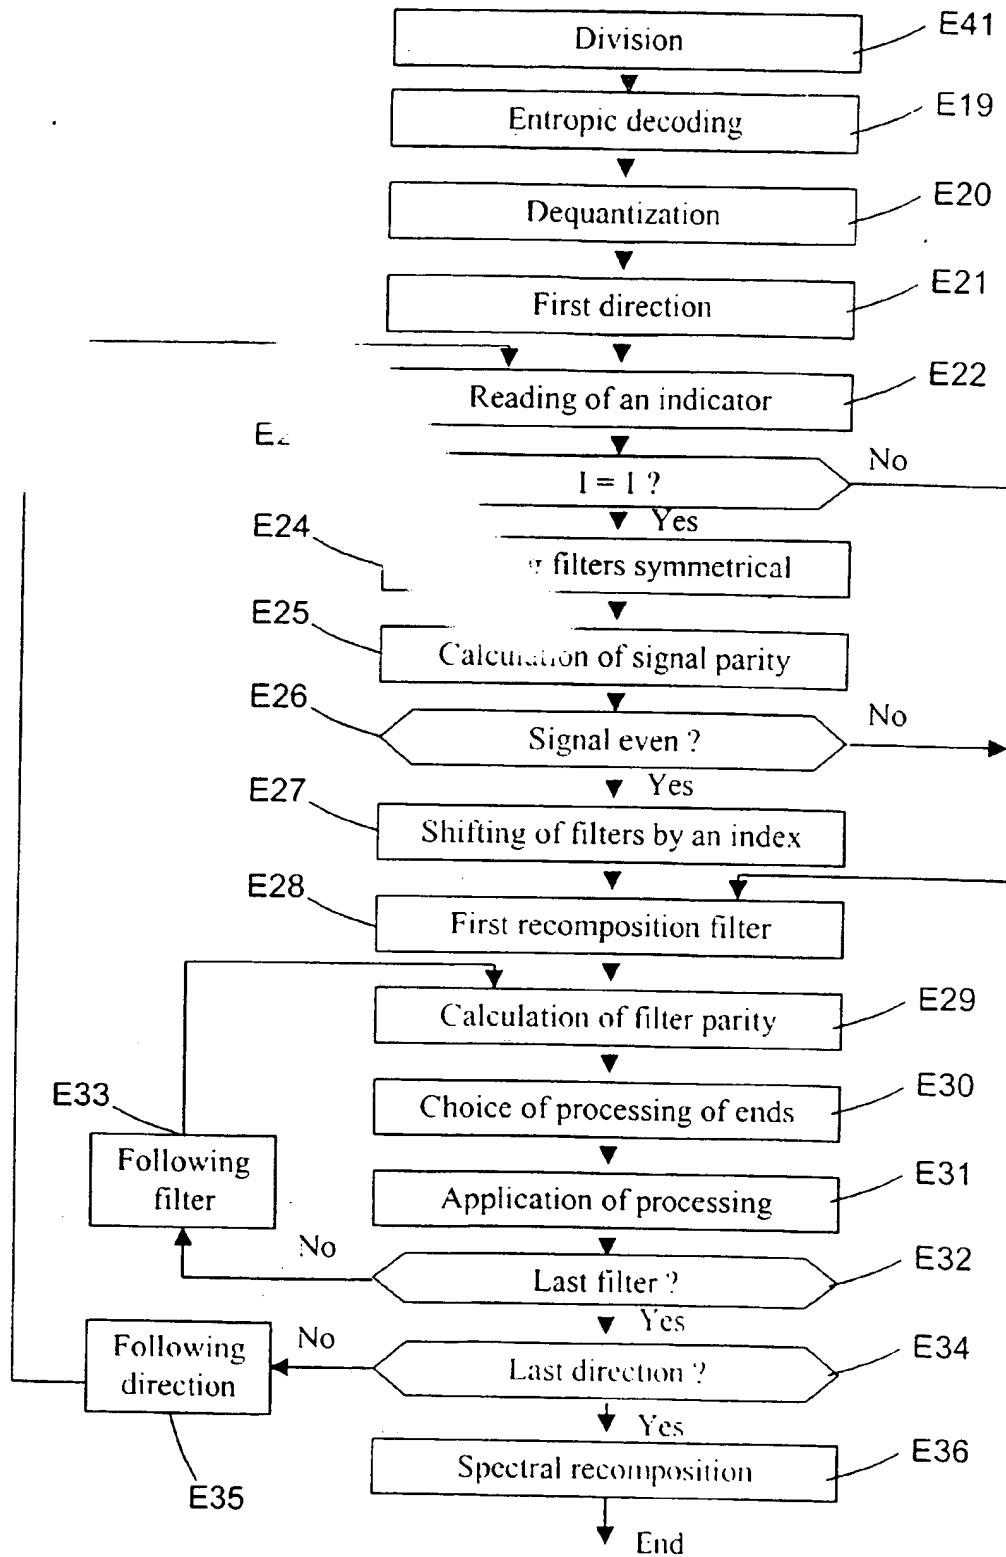 Division
E41
Entropic decoding
E19
Dequantization
E20
First direction
E21
Reading of an indicator
E22
I = 1 ?
No
Yes
E24
filters symmetrical
E25
Calculation of signal parity
E26
Signal even ?
No
Yes
E27
Shifting of filters by an index
E28
First recomposition filter
Calculation of filter parity
E29
E33
Choice of processing of ends
E30
Following
filter
Application of processing
E31
No
Last filter ?
E32
Yes
Following
direction
No
Last direction ?
E34
Yes
E35
Spectral recomposition
E36
End